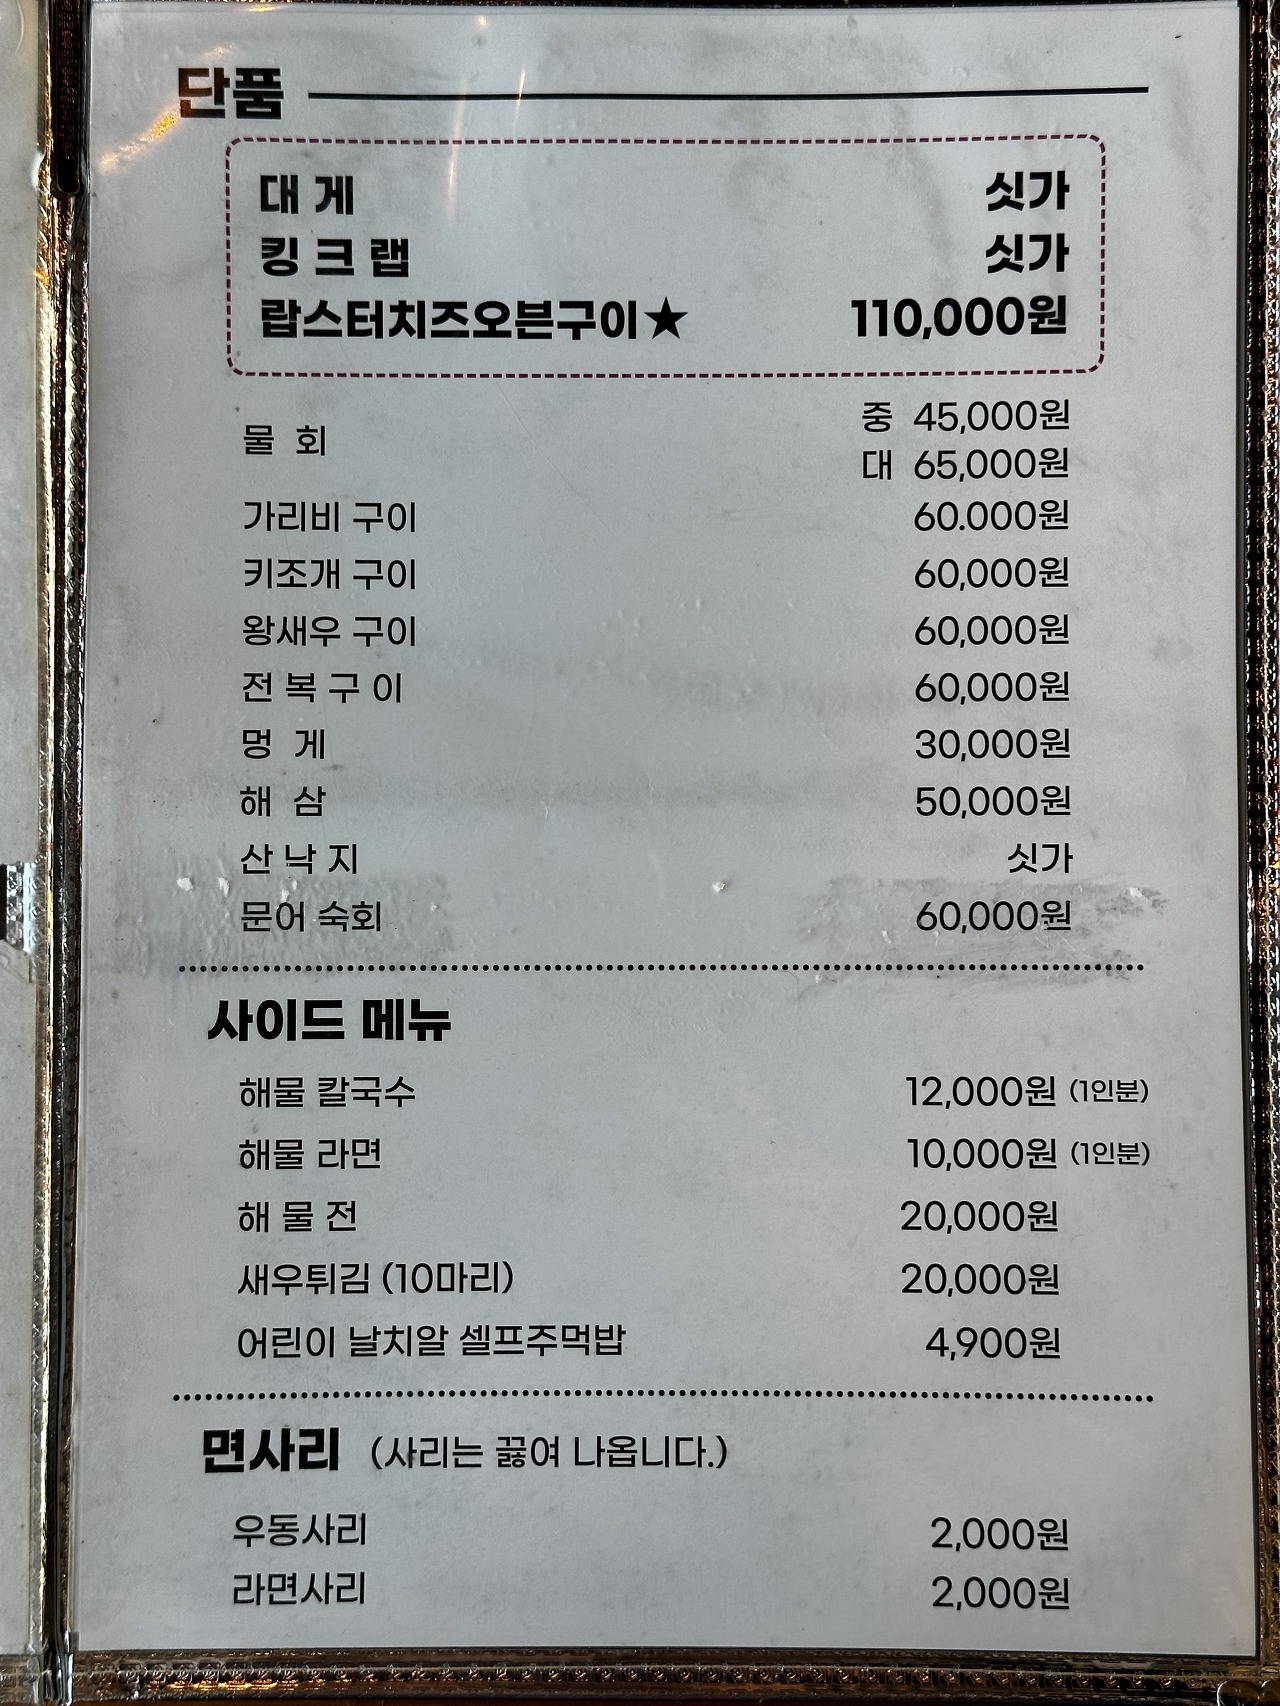 단품
대 게 싯가
킹 크 랩 싯가
랍스터치즈오븐구이★ 110,000원
물 회 중 45,000원
대 65,000원
가리비 구이 60.000원
키조개 구이 60,000원
왕새우 구이 60,000원
전 복 구 이 60,000원
멍 게 30,000원
해 삼 50,000원
산 낙 지 싯가
문어 숙회 60,000원
사이드 메뉴
해물 칼국수 12,000원 (1인분)
해물 라면 10,000원 (1인분)
해 물 전 20,000원
새우튀김 (10마리) 20,000원
어린이 날치알 셀프주먹밥 4,900원
면사리 (사리는 끓여 나옵니다.)
우동사리 2,000원
라면사리 2,000원